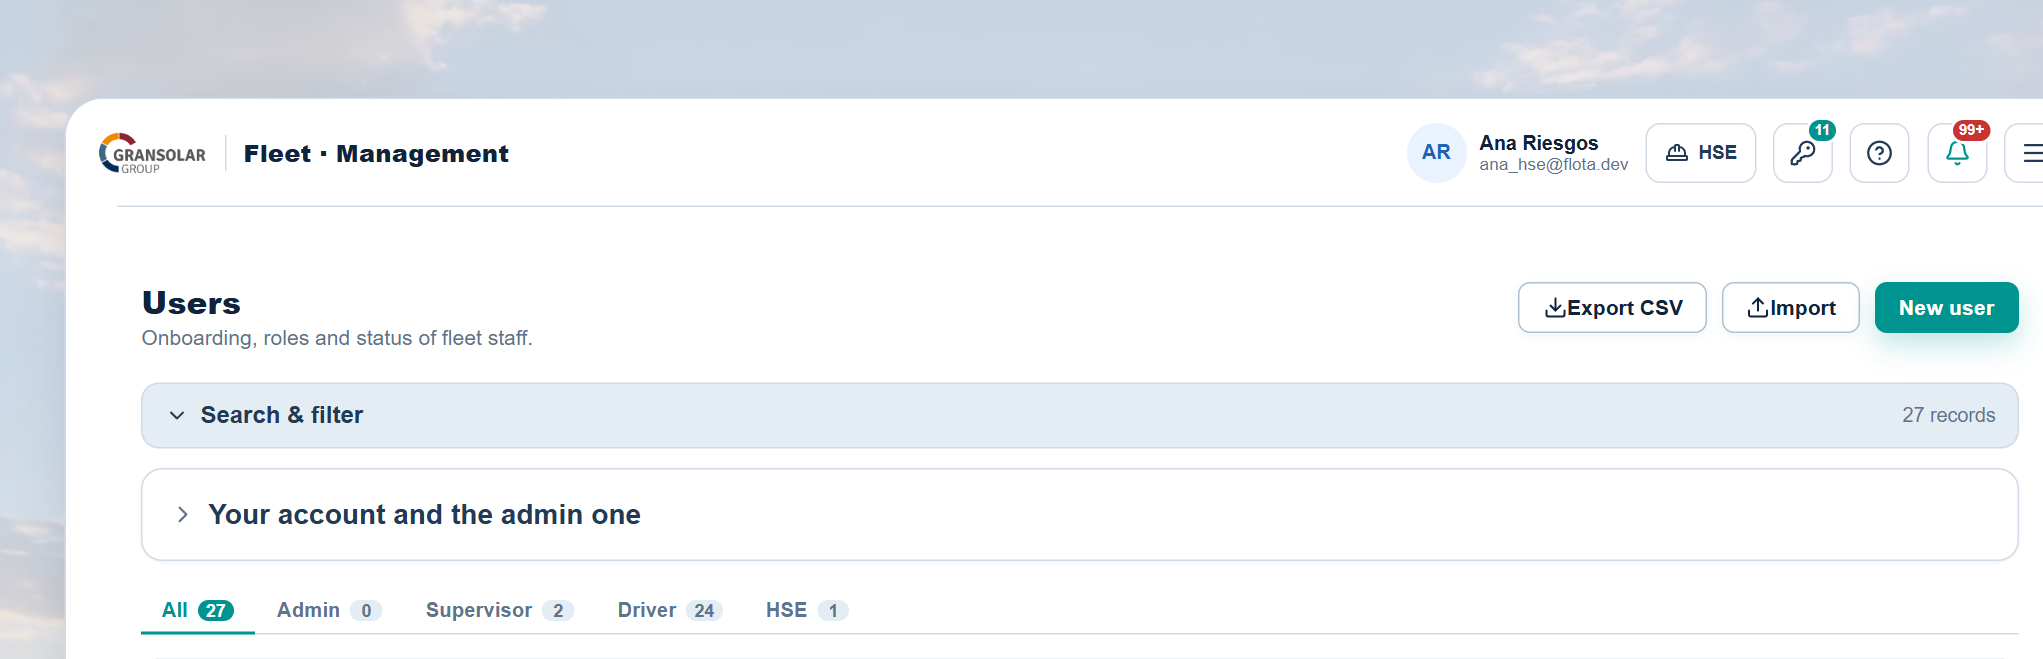 GRANSOLAR
GROUP
Fleet · Management
AR
Ana Riesgos
ana_hse@flota.dev
HSE
11
99+
Users
Onboarding, roles and status of fleet staff.
Export CSV
Import
New user
Search & filter
27 records
Your account and the admin one
All 27
Admin 0
Supervisor 2
Driver 24
HSE 1